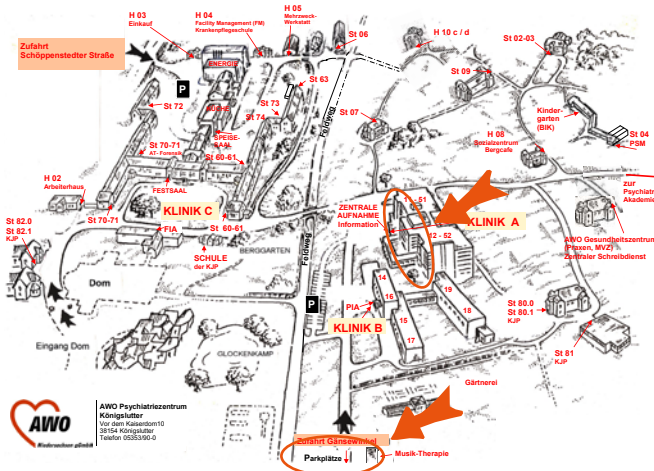 Zufahrt
Schöppenstedter Straße
H 03
Einkauf
H 04
Facility Management (FM)
Krankenpflegeschule
H 05
Mehrzweck-
Werkstatt
St 06
H 10 c / d
St 02-03
ENERGIE
P
St 63
St 09
St 72
KÜCHE
St 73
St 74
Feldweg
St 07
Kinder-
garten
(BIK)
St 04
PSM
SPEISE-
SAAL
St 70-71
AT- Forensik
St 60-61
H 08
Sozialzentrum
Bergcafe
H 02
Arbeiterhaus
FESTSAAL
zur
Psychiatr
Akademie
KLINIK C
ZENTRALE
AUFNAHME
Information
11 - 51
KLINIK A
12 - 52
St 70-71
St 60-61
St 82.0
St 82.1
KJP
FIA
SCHULE
der KJP
BERGGARTEN
Feldweg
AWO Gesundheitszentrum
(Praxen, MVZ)
Zentraler Schreibdienst
Dom
14
16
PIA
19
18
15
17
P
KLINIK B
St 80.0
St 80.1
KJP
St 81
KJP
Eingang Dom
GLOCKENKAMP
Gärtnerei
AWO
Niedersachsen gGmbH
AWO Psychiatriezentrum
Königslutter
Vor dem Kaiserdom10
38154 Königslutter
Telefon 05353/90-0
Zufahrt Gänsewinkel
Parkplätze
Musik-Therapie